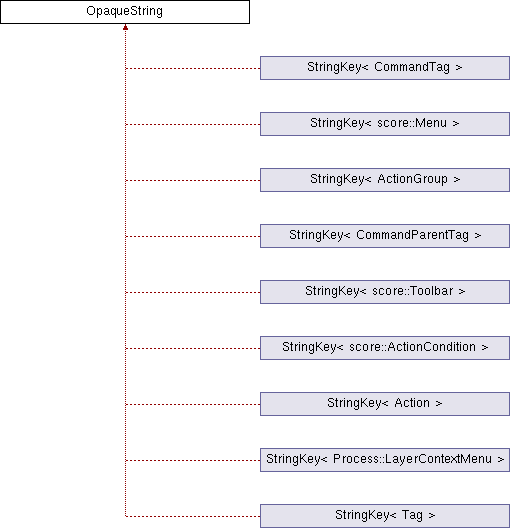 OpaqueString
StringKey< CommandTag >
StringKey< score::Menu >
StringKey< ActionGroup >
StringKey< CommandParentTag >
StringKey< score::Toolbar >
StringKey< score::ActionCondition >
StringKey< Action >
StringKey< Process::LayerContextMenu >
StringKey< Tag >